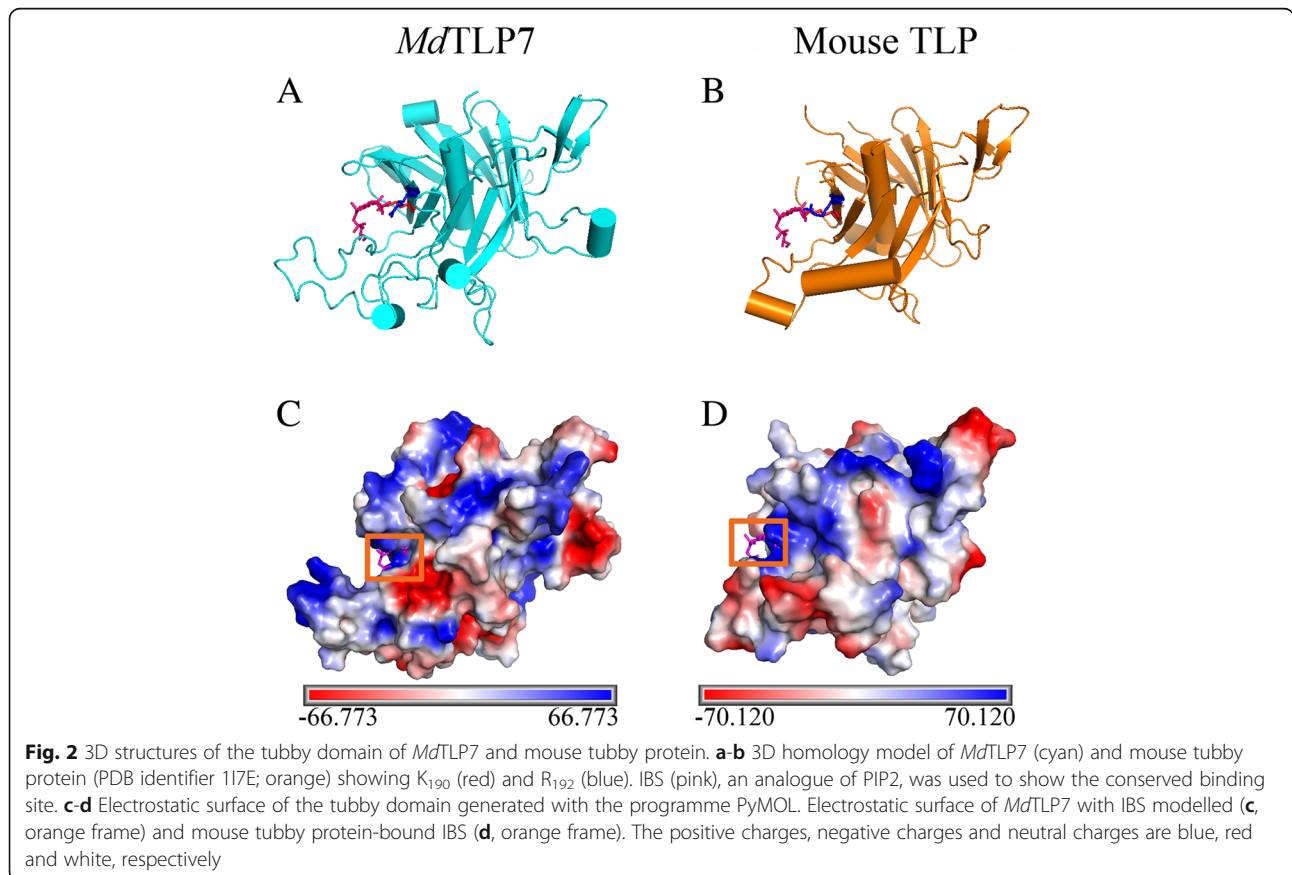 MdTLP7 Mouse TLP
A B
C D
-66.773 66.773 -70.120 70.120
Fig. 2 3D structures of the tubby domain of MdTLP7 and mouse tubby protein. a-b 3D homology model of MdTLP7 (cyan) and mouse tubby
protein (PDB identifier 1I7E; orange) showing K190 (red) and R192 (blue). IBS (pink), an analogue of PIP2, was used to show the conserved binding
site. c-d Electrostatic surface of the tubby domain generated with the programme PyMOL. Electrostatic surface of MdTLP7 with IBS modelled (c,
orange frame) and mouse tubby protein-bound IBS (d, orange frame). The positive charges, negative charges and neutral charges are blue, red
and white, respectively